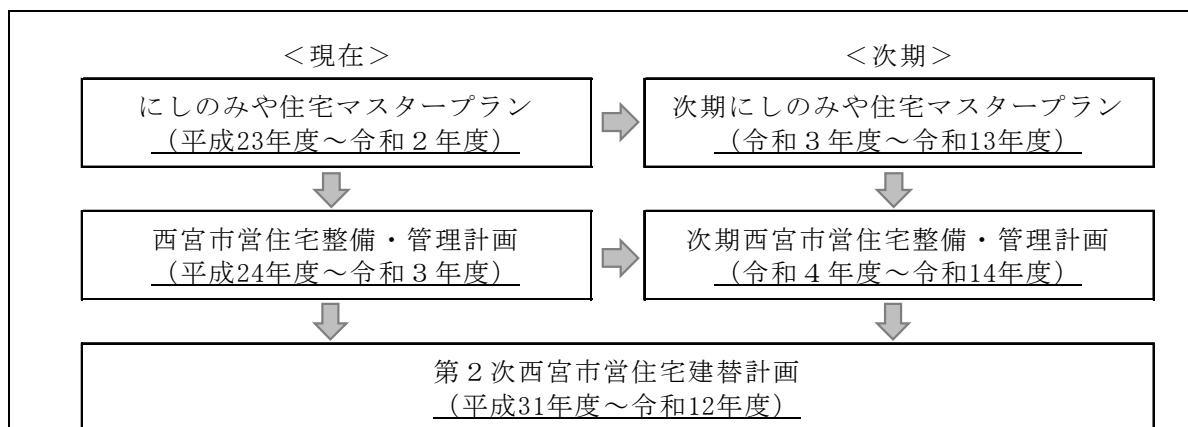 ＜現在＞ ＜次期＞
にしのみや住宅マスタープラン
（平成23年度～令和２年度）
次期にしのみや住宅マスタープラン
（令和３年度～令和13年度）
西宮市営住宅整備・管理計画
（平成24年度～令和３年度）
次期西宮市営住宅整備・管理計画
（令和４年度～令和14年度）
第２次西宮市営住宅建替計画
（平成31年度～令和12年度）